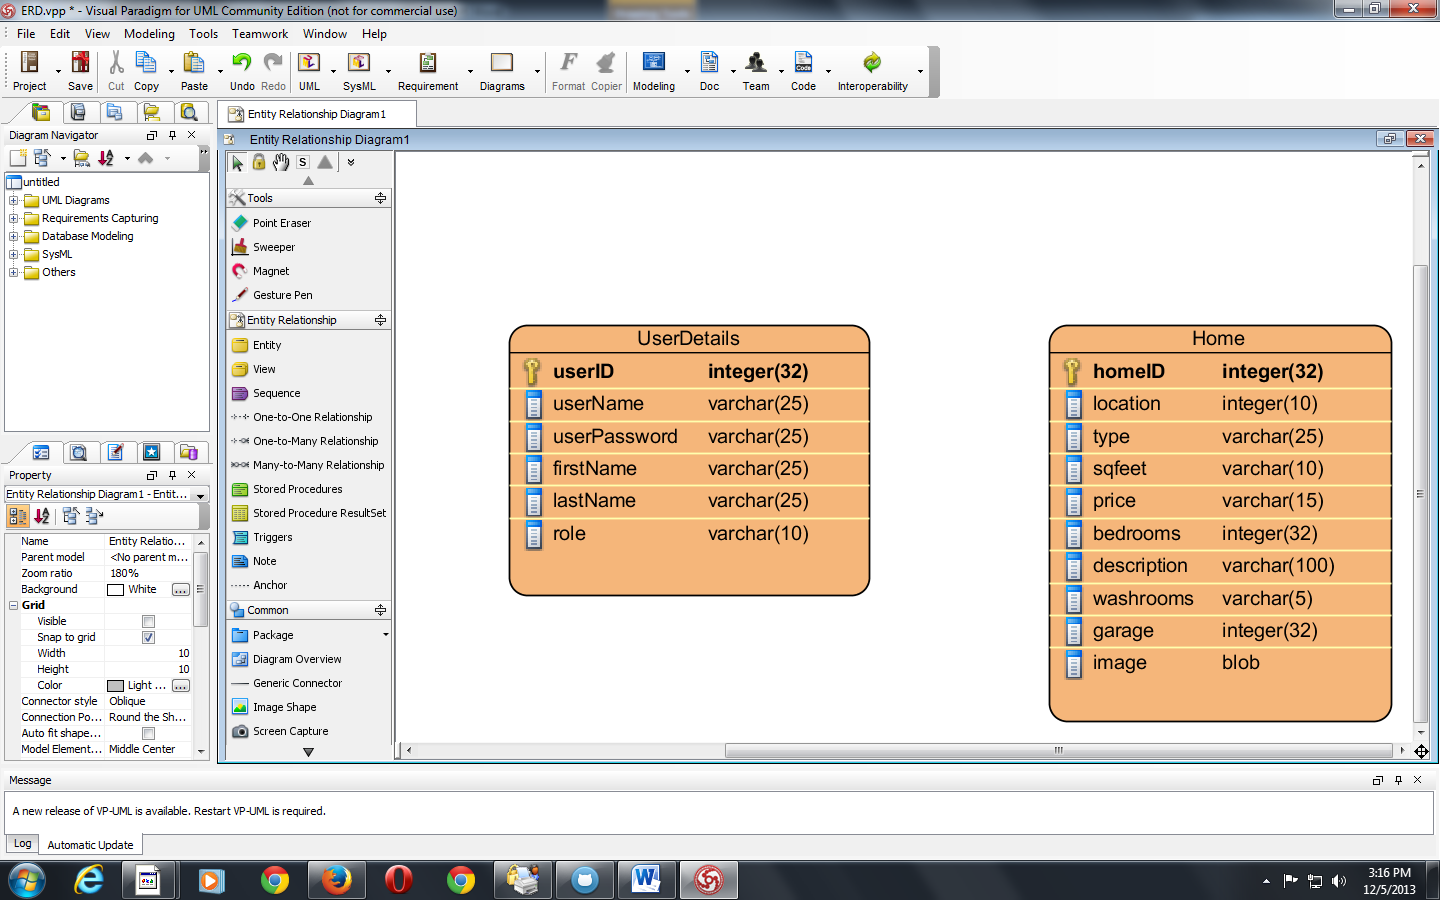 ERD.vpp * - Visual Paradigm for UML Community Edition (not for commercial use)
File Edit View Modeling Tools Teamwork Window Help
Project Save Cut Copy Paste Undo Redo UML SysML Requirement Diagrams Format Copier Modeling Doc Team Code Interoperability
Entity Relationship Diagram1
Diagram Navigator
Entity Relationship Diagram1
S
untitled
UML Diagrams
Requirements Capturing
Database Modeling
SysML
Others
Tools
Point Eraser
Sweeper
Magnet
Gesture Pen
Entity Relationship
Entity
View
Sequence
One-to-One Relationship
One-to-Many Relationship
Many-to-Many Relationship
Stored Procedures
Stored Procedure ResultSet
Triggers
Note
Anchor
Common
Package
Diagram Overview
Generic Connector
Image Shape
Screen Capture
UserDetails
userID integer(32)
userName varchar(25)
userPassword varchar(25)
firstName varchar(25)
lastName varchar(25)
role varchar(10)
Home
homeID integer(32)
location integer(10)
type varchar(25)
sqfeet varchar(10)
price varchar(15)
bedrooms integer(32)
description varchar(100)
washrooms varchar(5)
garage integer(32)
image blob
Property
Entity Relationship Diagram1 - Entit...
Name Entity Relatio...
Parent model <No parent m...
Zoom ratio 180%
Background White ...
Grid
Visible
Snap to grid
Width 10
Height 10
Color Light ... ...
Connector style Oblique
Connection Po... Round the Sh...
Auto fit shape...
Model Element... Middle Center
Message
A new release of VP-UML is available. Restart VP-UML is required.
Log Automatic Update
3:16 PM
12/5/2013